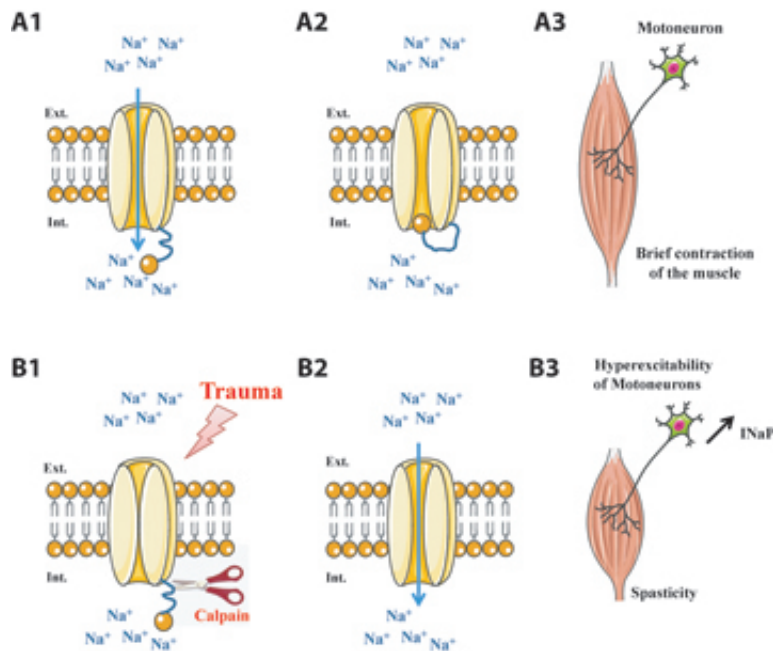 A1
Na⁺ Na⁺
Na⁺ Na⁺
Ext.
Int.
Na⁺
Na⁺ Na⁺ Na⁺
A2
Na⁺ Na⁺
Na⁺ Na⁺
Ext.
Int.
Na⁺
Na⁺ Na⁺ Na⁺
A3
Motoneuron
Brief contraction
of the muscle
B1
Trauma
Na⁺ Na⁺
Na⁺ Na⁺
Ext.
Int.
Calpain
Na⁺
Na⁺ Na⁺ Na⁺
B2
Na⁺ Na⁺
Na⁺ Na⁺
Ext.
Int.
Na⁺
Na⁺ Na⁺ Na⁺
B3
Hyperexcitability
of Motoneurons
INaP
Spasticity